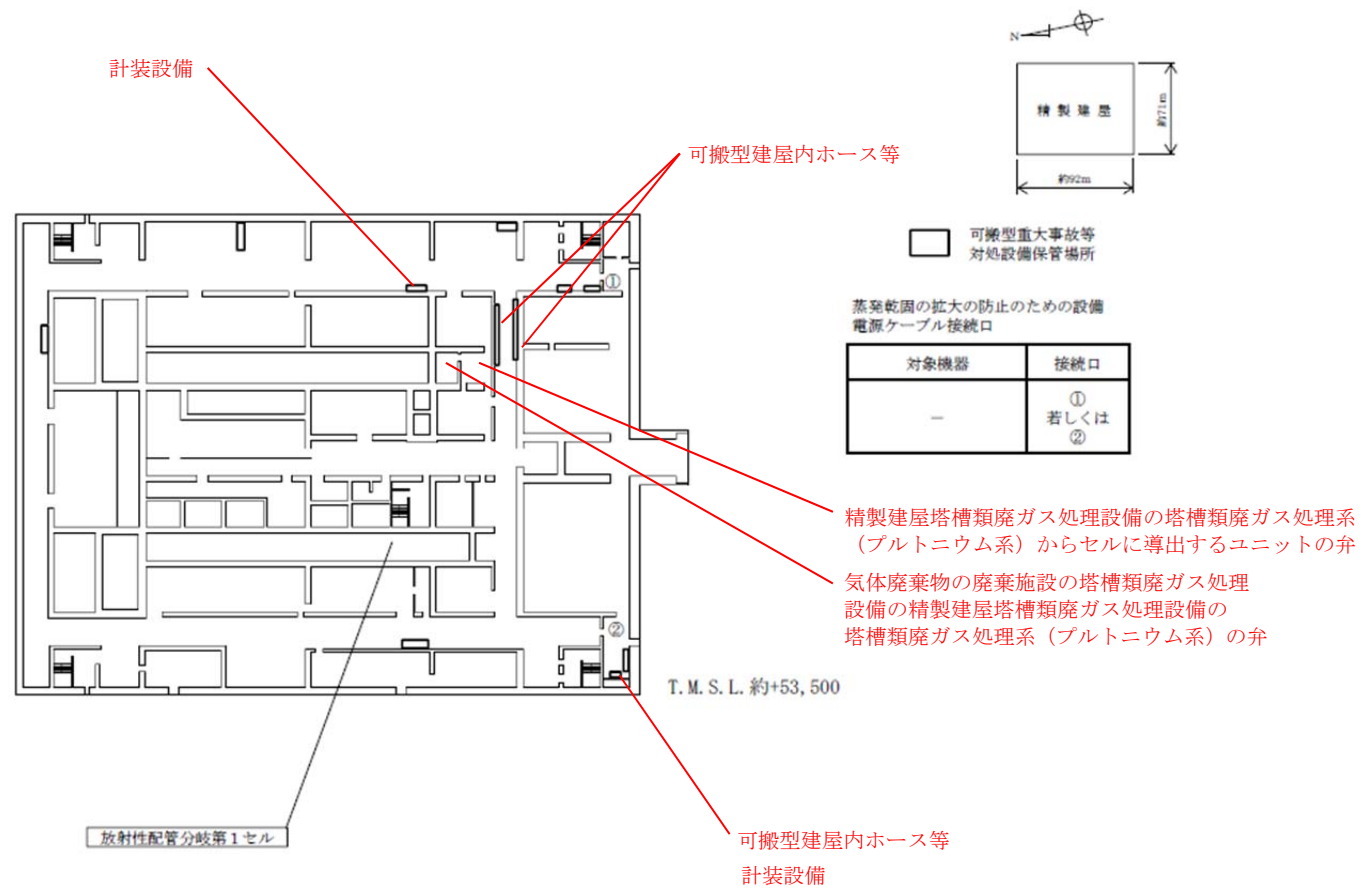 計装設備
可搬型建屋内ホース等
N
精製建屋
約71m
約92m
可搬型重大事故等
対処設備保管場所
蒸発乾固の拡大の防止のための設備
電源ケーブル接続口
対象機器
接続口
－
①
若しくは
②
①
精製建屋塔槽類廃ガス処理設備の塔槽類廃ガス処理系
（プルトニウム系）からセルに導出するユニットの弁
気体廃棄物の廃棄施設の塔槽類廃ガス処理
設備の精製建屋塔槽類廃ガス処理設備の
塔槽類廃ガス処理系（プルトニウム系）の弁
②
T.M.S.L.約+53,500
放射性配管分岐第1セル
可搬型建屋内ホース等
計装設備